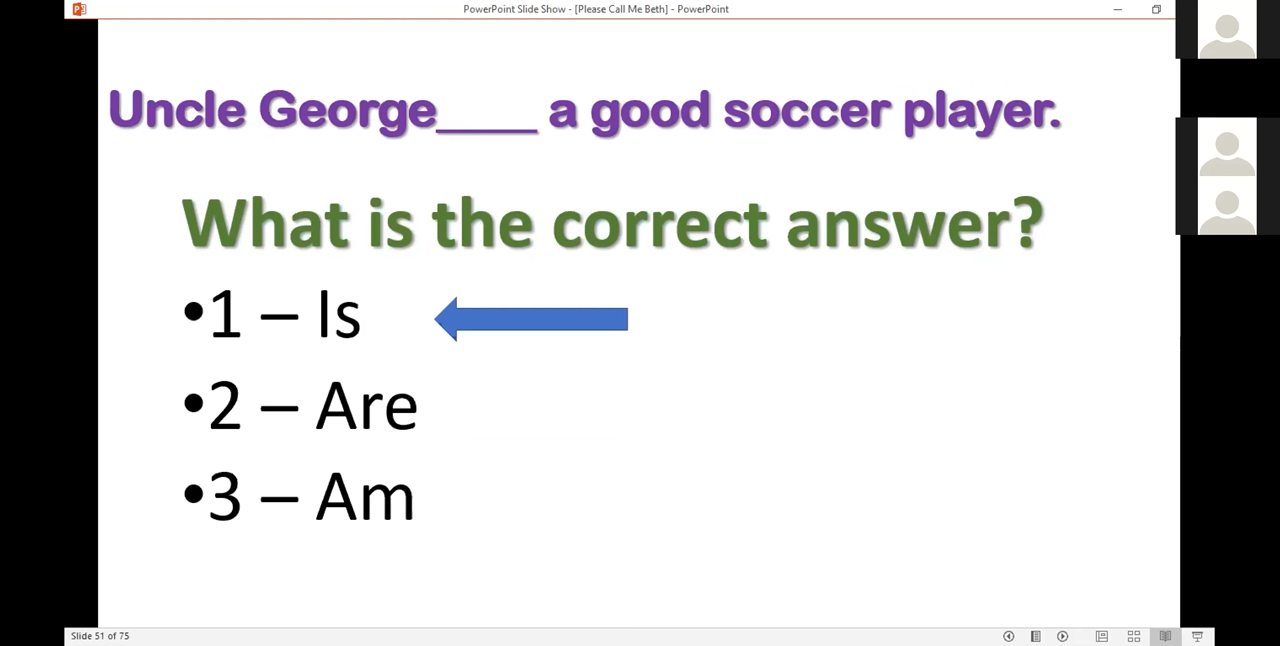 PowerPoint Slide Show - [Please Call Me Beth] - PowerPoint
Uncle George____ a good soccer player.
What is the correct answer?
•1 – Is
•2 – Are
•3 – Am
Slide 51 of 75